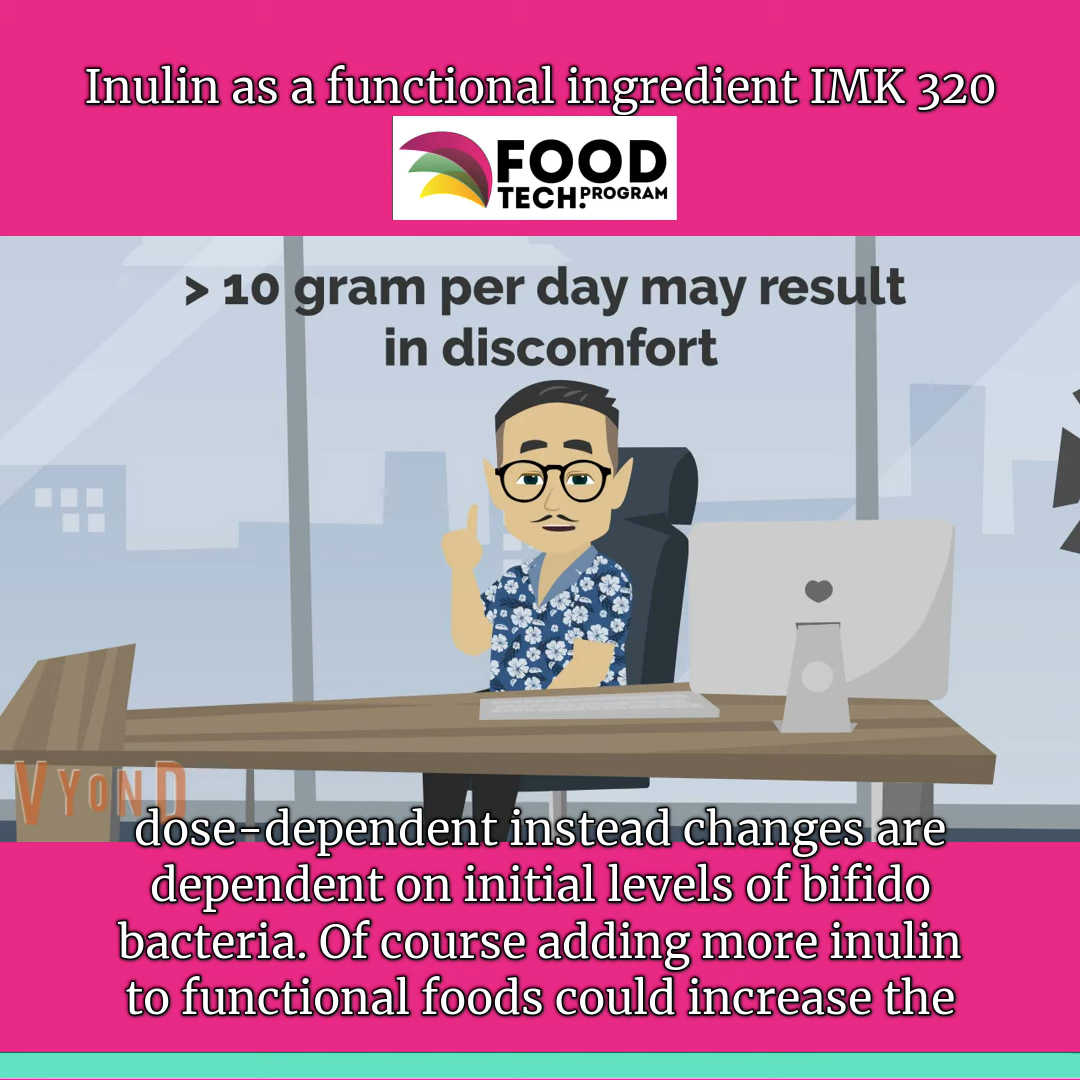 Inulin as a functional ingredient IMK 320
FOOD
TECH. PROGRAM
> 10 gram per day may result
in discomfort
VYOND
dose-dependent instead changes are
dependent on initial levels of bifido
bacteria. Of course adding more inulin
to functional foods could increase the